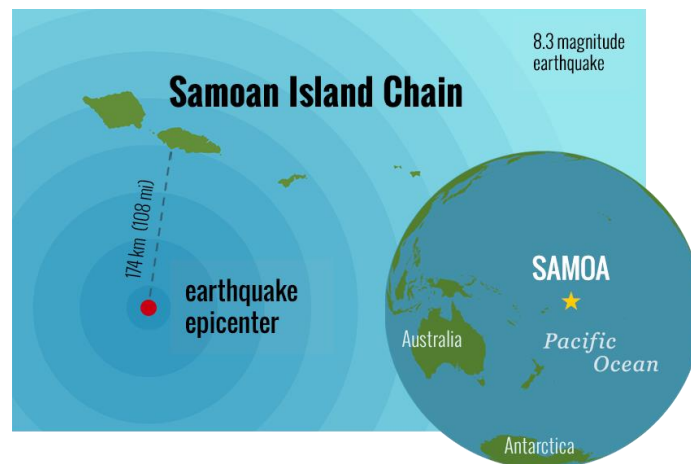 8.3 magnitude
earthquake
Samoan Island Chain
174 km (108 mi)
earthquake
epicenter
SAMOA
Australia
Pacific
Ocean
Antarctica